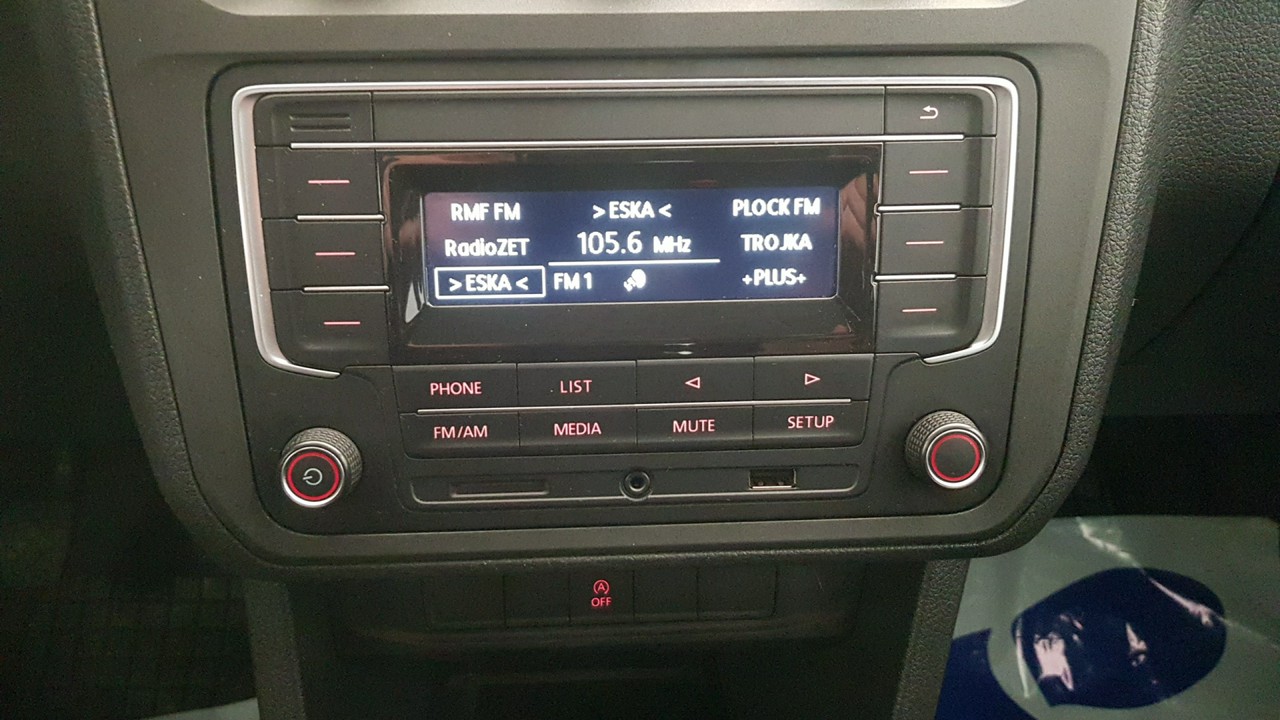 RMF FM >ESKA< PLOCK FM
RadioZET 105.6 MHz TROJKA
>ESKA< FM 1 +PLUS+
PHONE LIST
FM/AM MEDIA MUTE SETUP
A
OFF